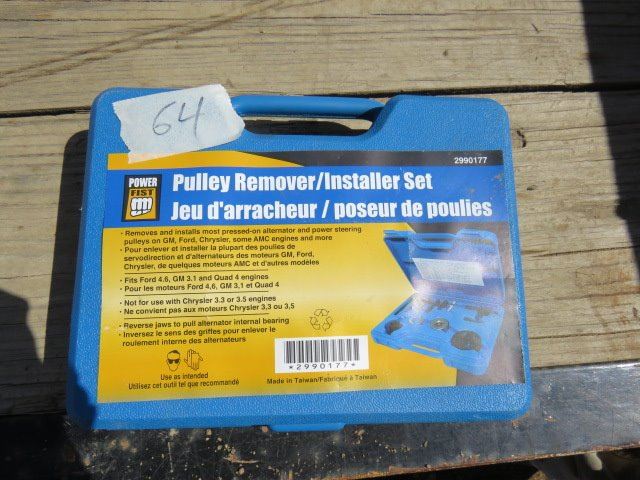 64
2990177
POWER
FIST
Pulley Remover/Installer Set
Jeu d'arracheur / poseur de poulies
· Removes and installs most pressed-on alternator and power steering
pulleys on GM, Ford, Chrysler, some AMC engines and more
· Pour enlever et installer la plupart des poulies de
servodirection et d'alternateurs des moteurs GM, Ford,
Chrysler, de quelques moteurs AMC et d'autres modèles
· Fits Ford 4.6, GM 3.1 and Quad 4 engines
· Pour les moteurs Ford 4,6, GM 3,1 et Quad 4
· Not for use with Chrysler 3.3 or 3.5 engines
· Ne convient pas aux moteurs Chrysler 3,3 ou 3,5
· Reverse jaws to pull alternator internal bearing
· Inversez le sens des griffes pour enlever le
roulement interne des alternateurs
*2990177*
Use as intended
Utilisez cet outil tel que recommandé
Made in Taiwan/Fabriqué à Taiwan